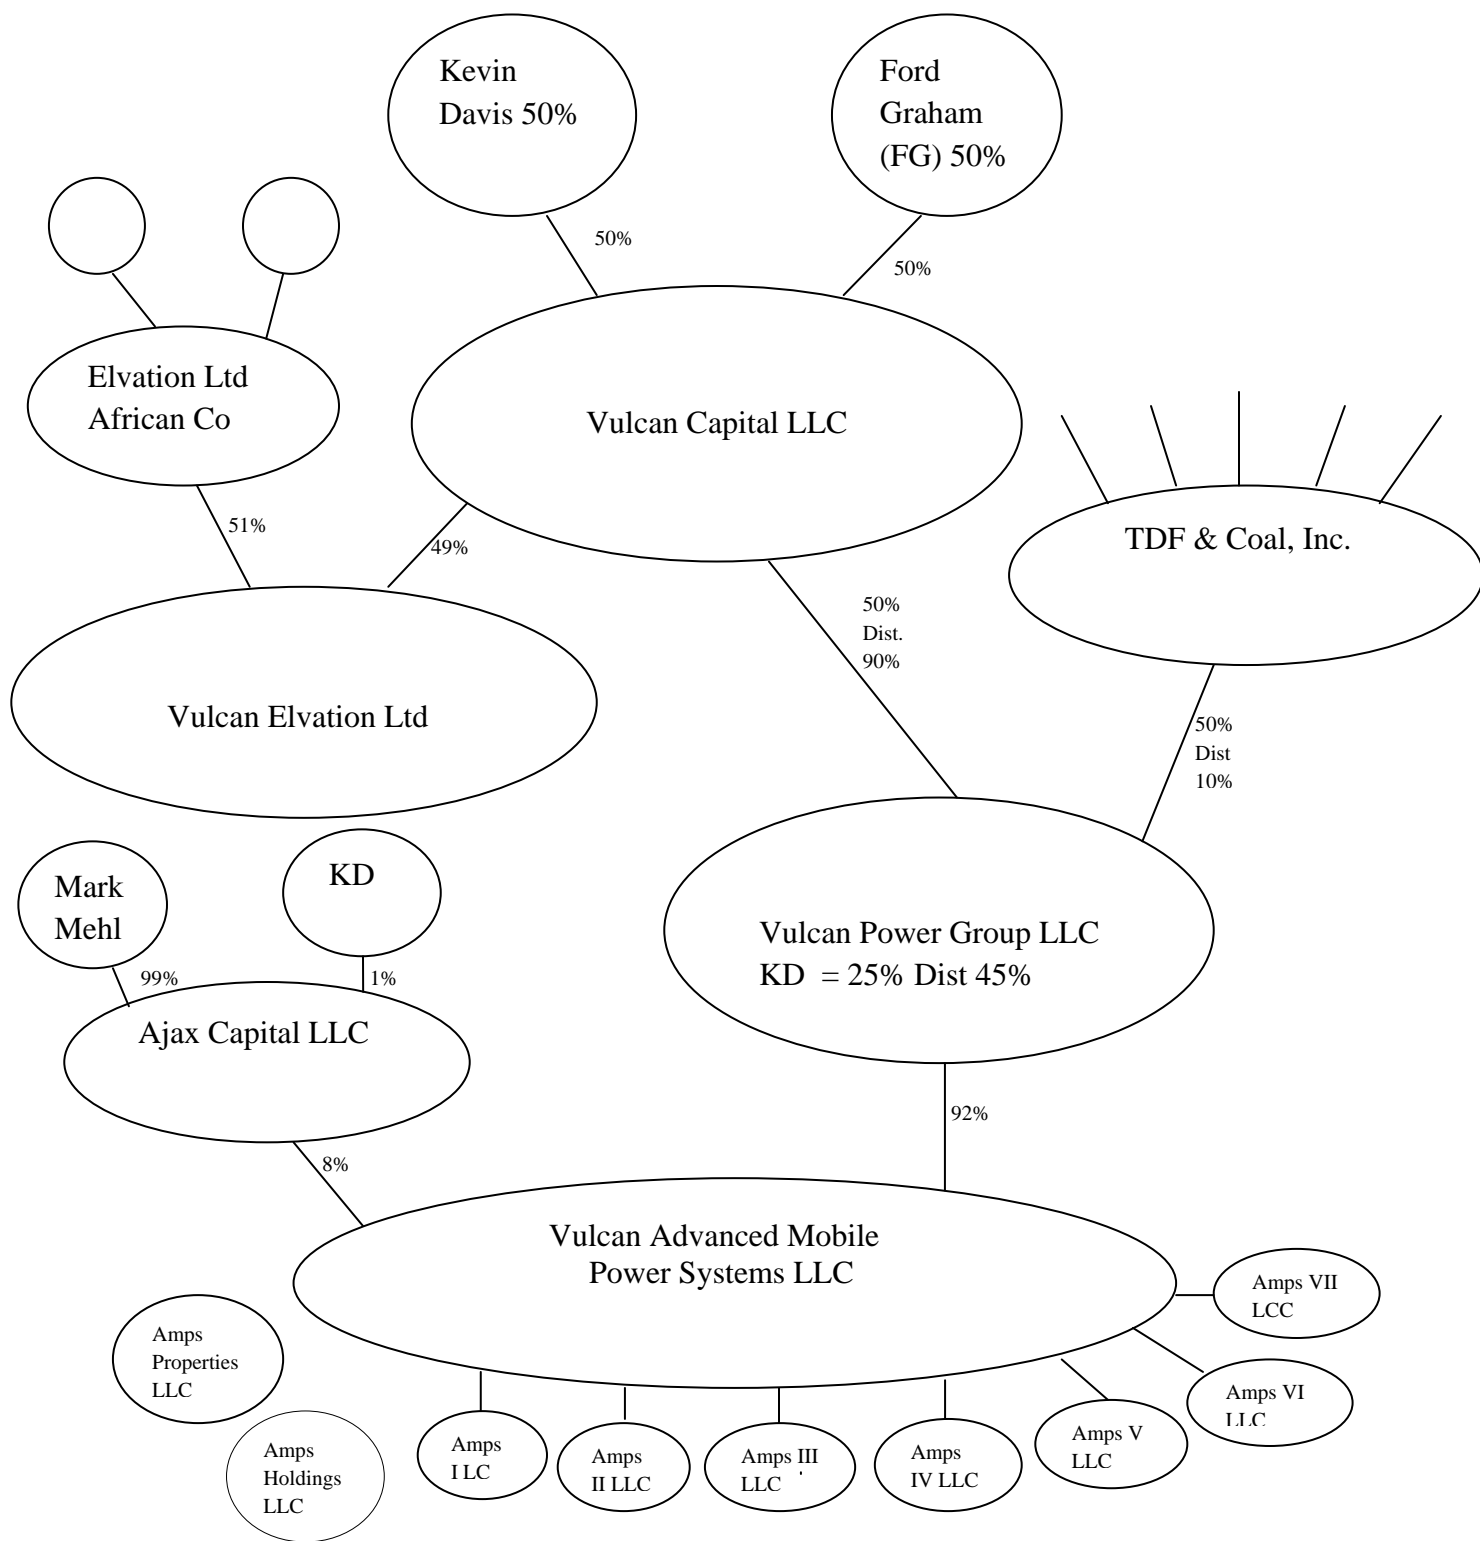 Kevin
Davis 50%
Ford
Graham
(FG) 50%
50%
50%
Elvation Ltd
African Co
Vulcan Capital LLC
TDF & Coal, Inc.
51%
49%
50%
Dist.
90%
Vulcan Elvation Ltd
50%
Dist
10%
Mark
Mehl
KD
99%
1%
Vulcan Power Group LLC
KD = 25% Dist 45%
Ajax Capital LLC
92%
8%
Vulcan Advanced Mobile
Power Systems LLC
Amps VII
LCC
Amps
Properties
LLC
Amps VI
LLC
Amps
Holdings
LLC
Amps
I LC
Amps
II LLC
Amps III
LLC
Amps
IV LLC
Amps V
LLC